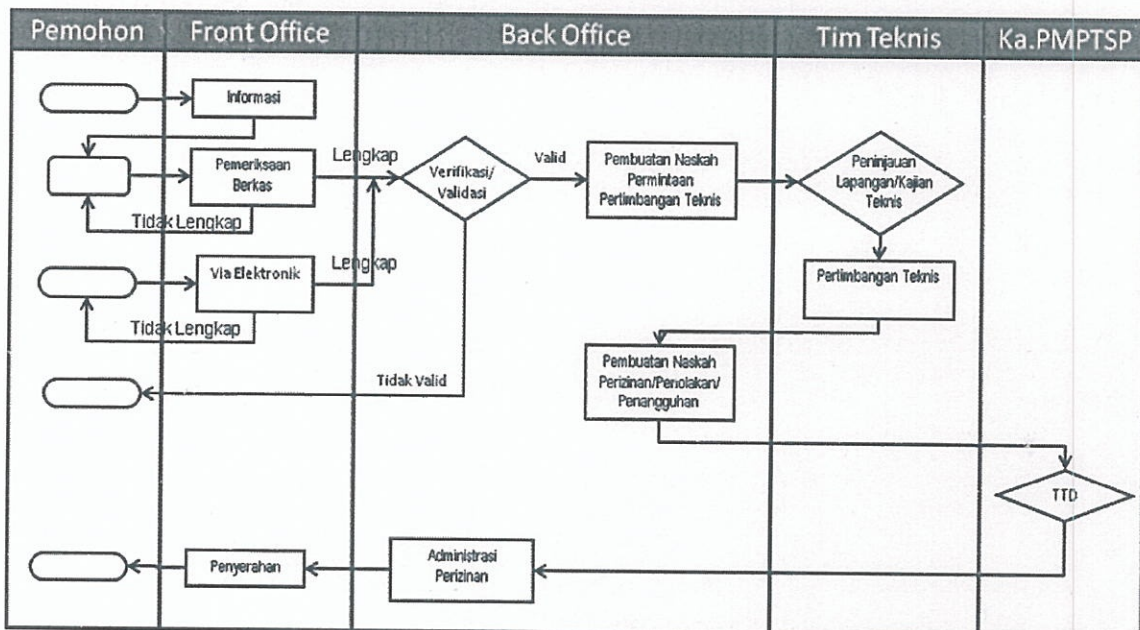 Pemohon
Front Office
Back Office
Tim Teknis
Ka.PMPTSP
Informasi
Pemeriksaan
Berkas
Lengkap
Tidak Lengkap
Verifikasi/
Validasi
Valid
Pembuatan Naskah
Permintaan
Pertimbangan Teknis
Peninjauan
Lapangan/Kajian
Teknis
Via Elektronik
Lengkap
Tidak Lengkap
Pertimbangan Teknis
Tidak Valid
Pembuatan Naskah
Perizinan/Penolakan/
Penangguhan
TTD
Administrasi
Perizinan
Penyerahan